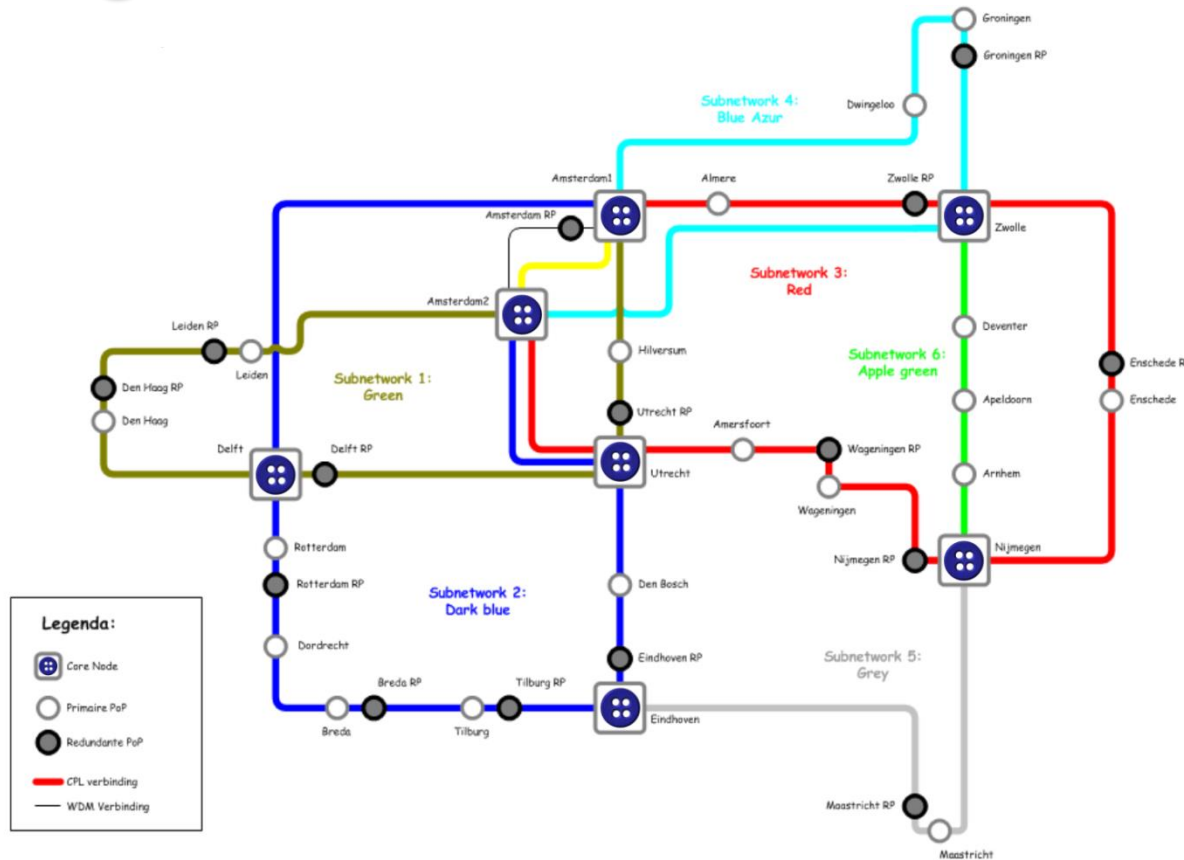 Groningen
Groningen RP
Subnetwork 4:
Blue Azur
Dwingeloo
Amsterdam1
Almere
Zwolle RP
Amsterdam RP
Zwolle
Subnetwork 3:
Red
Amsterdam2
Leiden RP
Leiden
Hilversum
Deventer
Subnetwork 6:
Apple green
Enschede R
Den Haag RP
Subnetwork 1:
Green
Enschede
Apeldoorn
Den Haag
Utrecht RP
Amersfoort
Delft
Delft RP
Wageningen RP
Utrecht
Arnhem
Wageningen
Rotterdam
Nijmegen
Nijmegen RP
Rotterdam RP
Subnetwork 2:
Dark blue
Den Bosch
Legenda:
Dordrecht
Eindhoven RP
Subnetwork 5:
Grey
Core Node
Breda RP
Tilburg RP
Primaire PoP
Eindhoven
Breda
Tilburg
Redundante PoP
CPL verbinding
WDM Verbinding
Maastricht RP
Maastricht